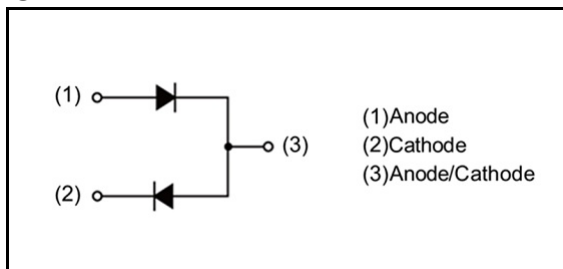 (1)
(2)
(3)
(1)Anode
(2)Cathode
(3)Anode/Cathode